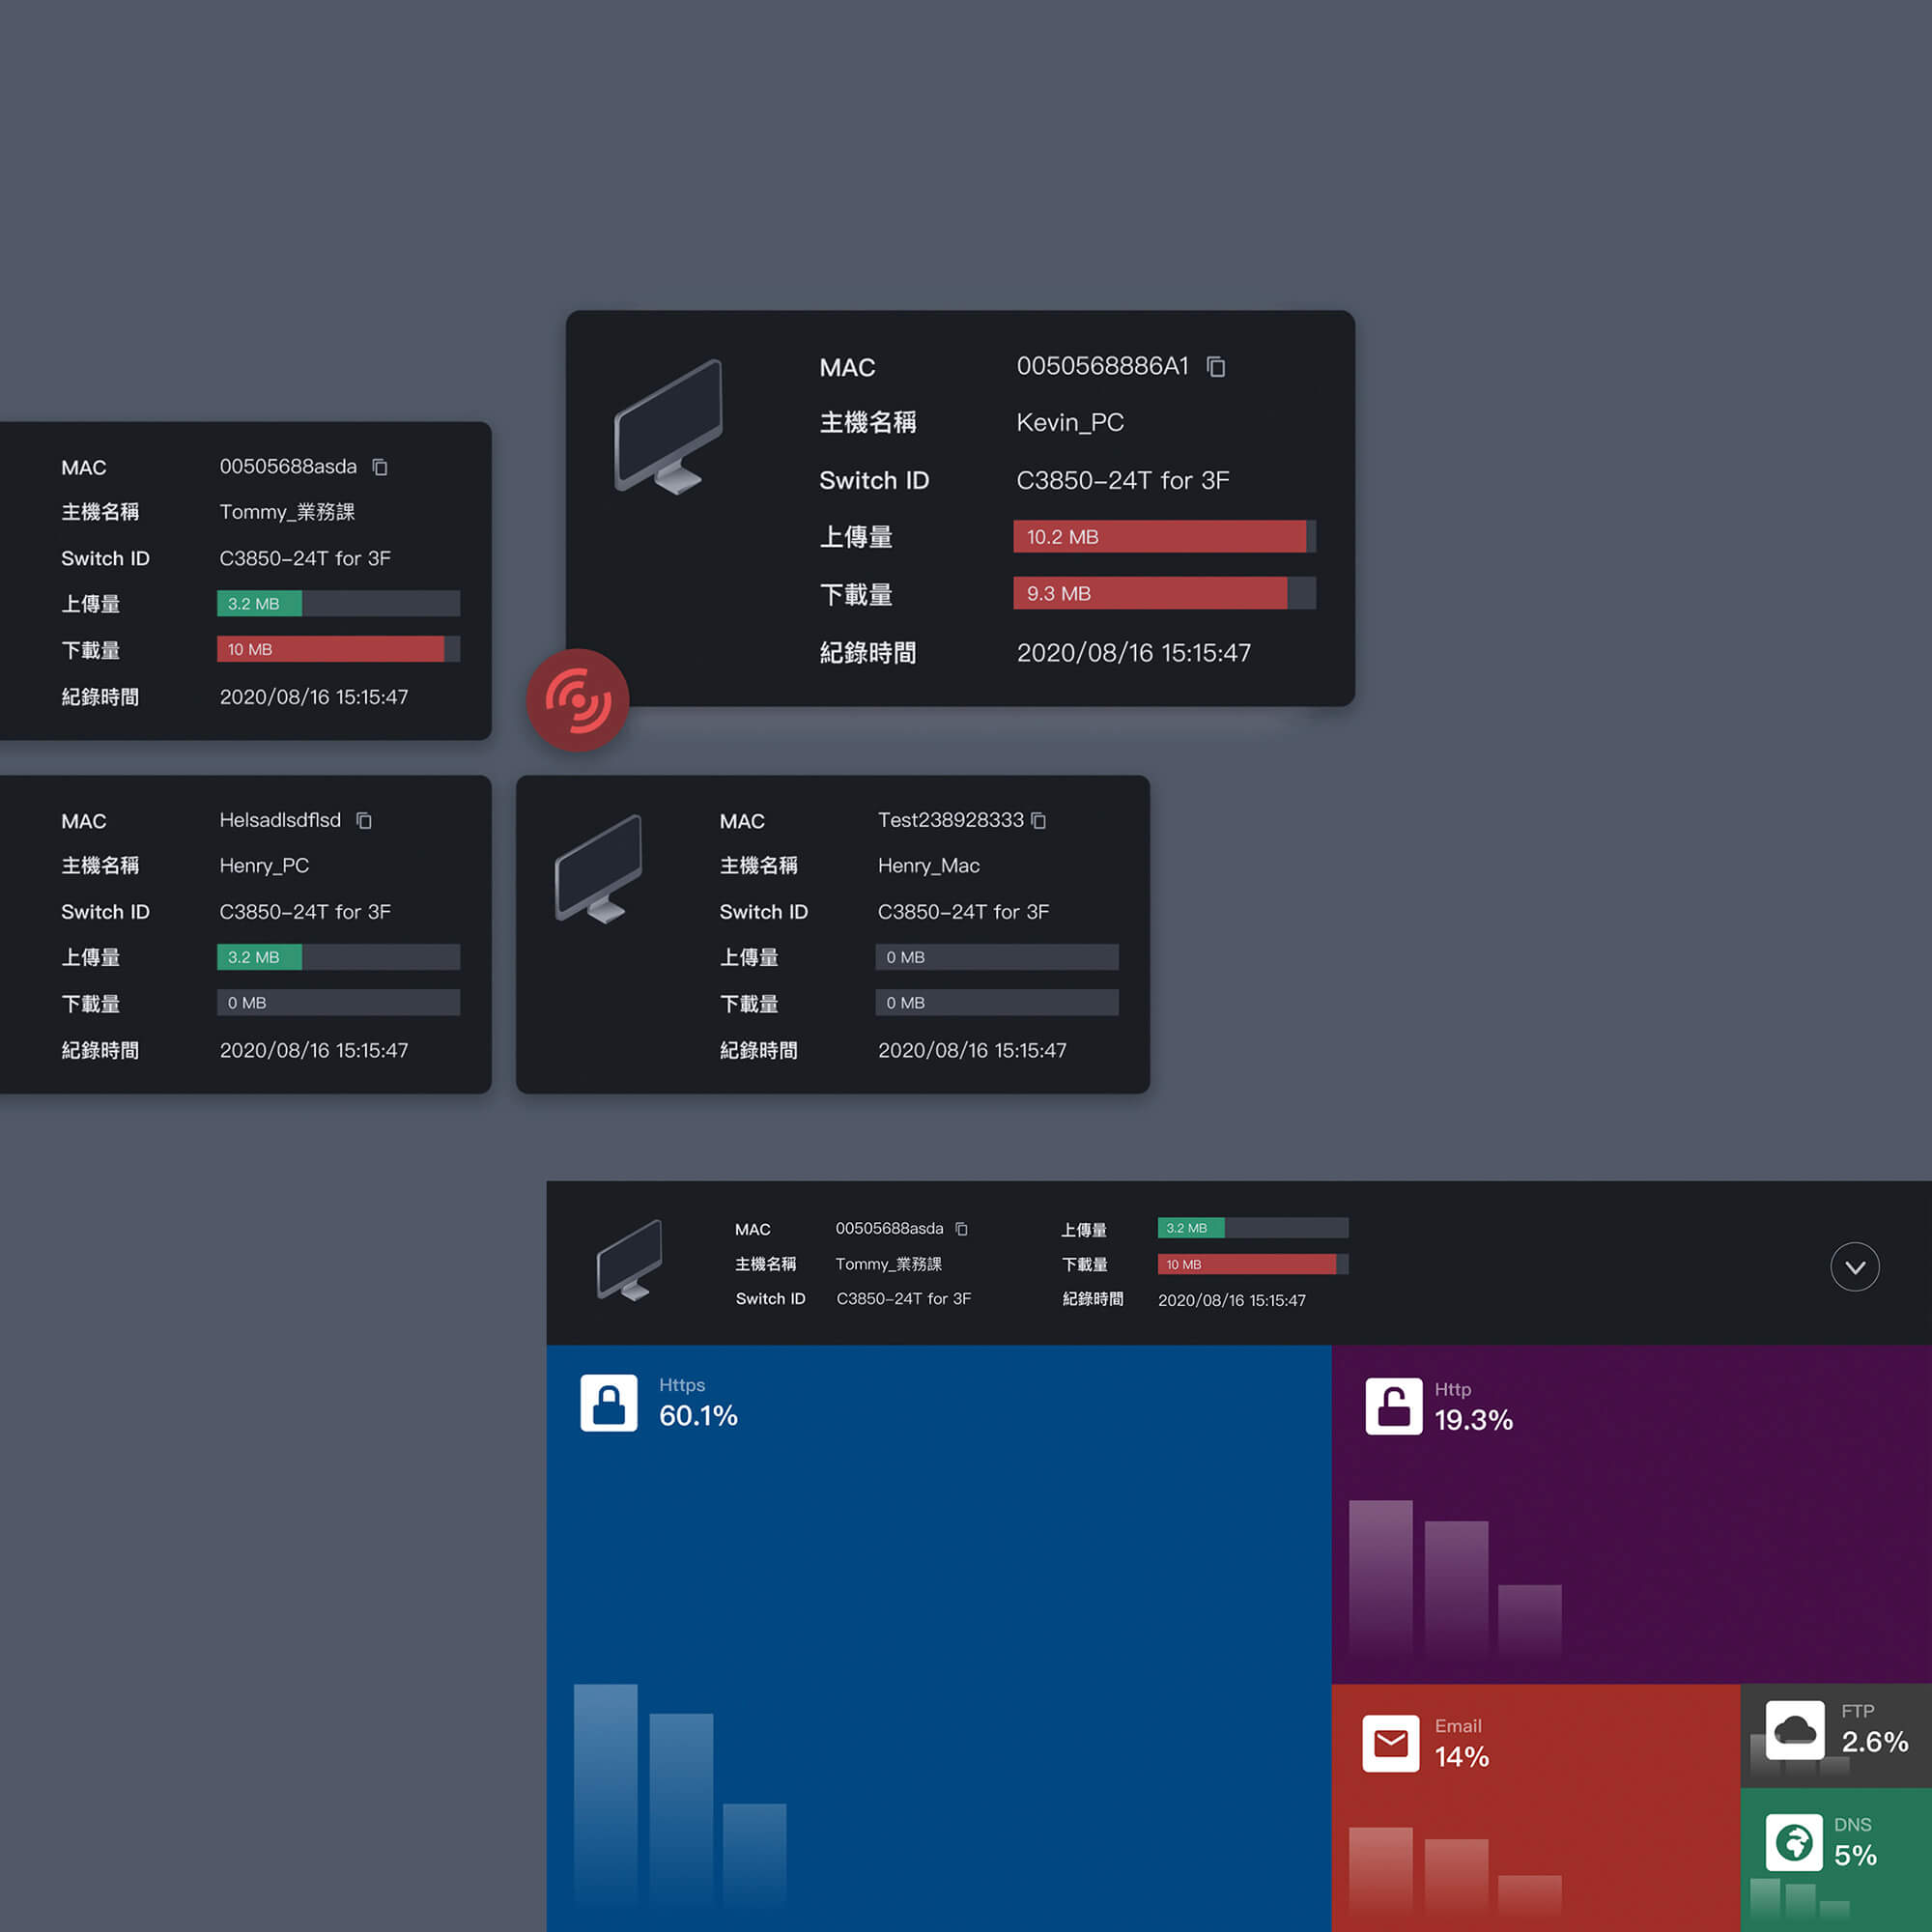 MAC 0050568886A1
主機名稱 Kevin_PC
Switch ID C3850-24T for 3F
上傳量 10.2 MB
下載量 9.3 MB
紀錄時間 2020/08/16 15:15:47
MAC 00505688asda
主機名稱 Tommy_業務課
Switch ID C3850-24T for 3F
上傳量 3.2 MB
下載量 10 MB
紀錄時間 2020/08/16 15:15:47
MAC Helsadlsdflsd
主機名稱 Henry_PC
Switch ID C3850-24T for 3F
上傳量 3.2 MB
下載量 0 MB
紀錄時間 2020/08/16 15:15:47
MAC Test238928333
主機名稱 Henry_Mac
Switch ID C3850-24T for 3F
上傳量 0 MB
下載量 0 MB
紀錄時間 2020/08/16 15:15:47
MAC 00505688asda 上傳量 3.2 MB
主機名稱 Tommy_業務課 下載量 10 MB
Switch ID C3850-24T for 3F 紀錄時間 2020/08/16 15:15:47
Https
60.1%
Http
19.3%
Email
14%
FTP
2.6%
DNS
5%